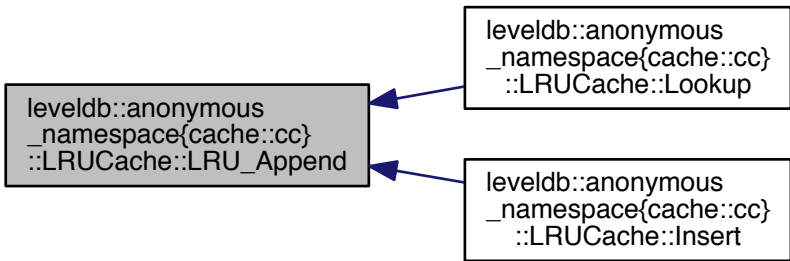 leveldb::anonymous
_namespace{cache::cc}
::LRUCache::LRU_Append
leveldb::anonymous
_namespace{cache::cc}
::LRUCache::Lookup
leveldb::anonymous
_namespace{cache::cc}
::LRUCache::Insert